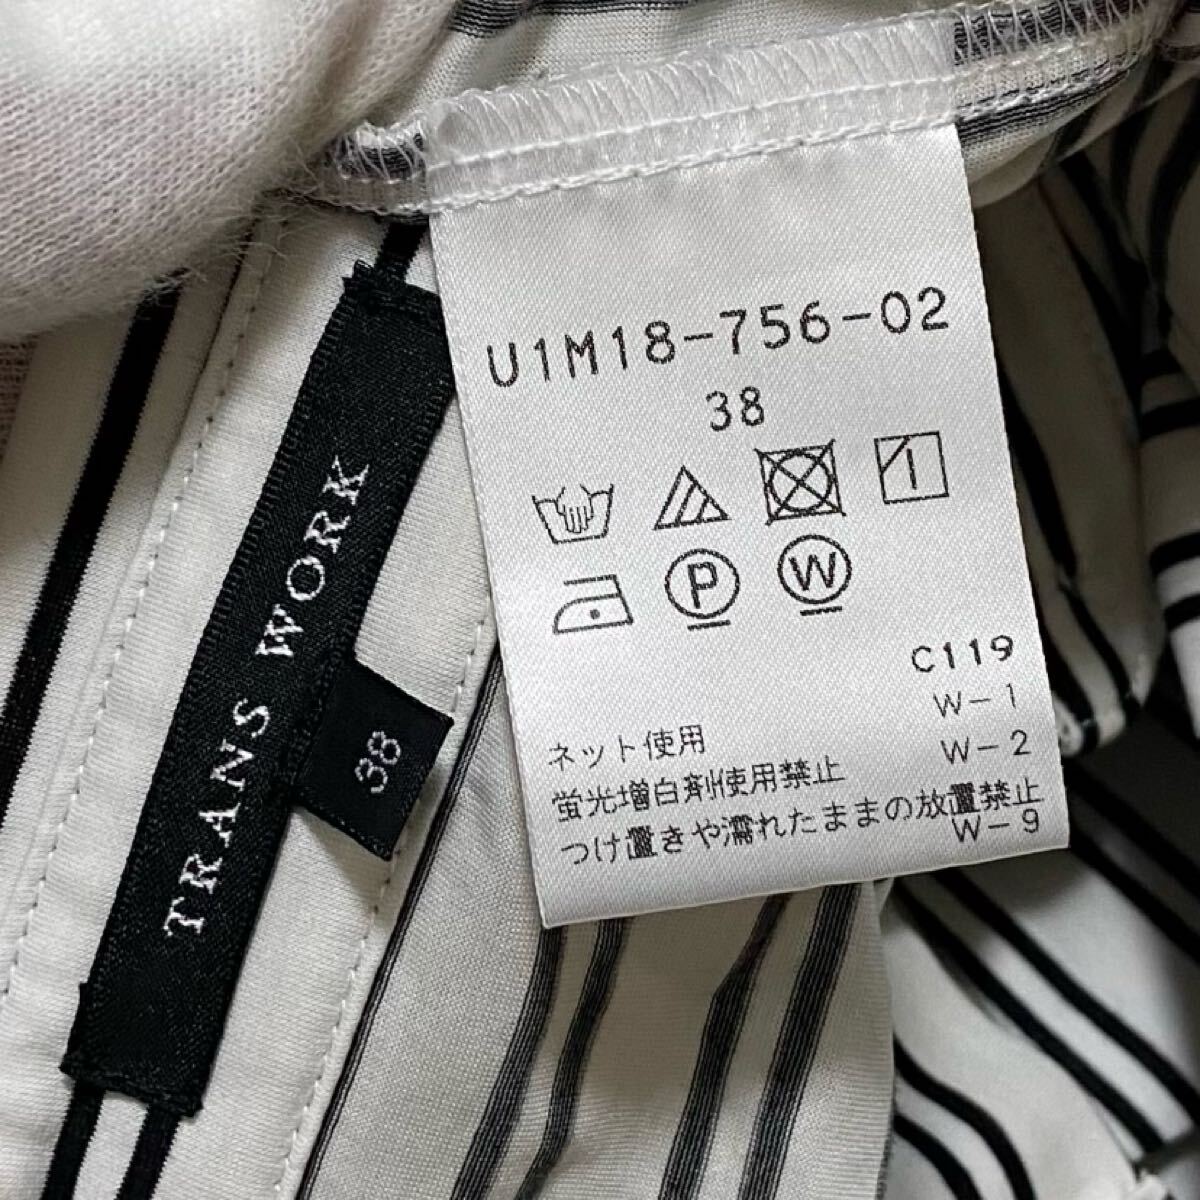 U1M18-756-02
38
P W
C119
W-1
ネット使用 W-2
蛍光増白剤使用禁止
つけ置きや濡れたままの放置禁止
W-9
TRANS WORK
38